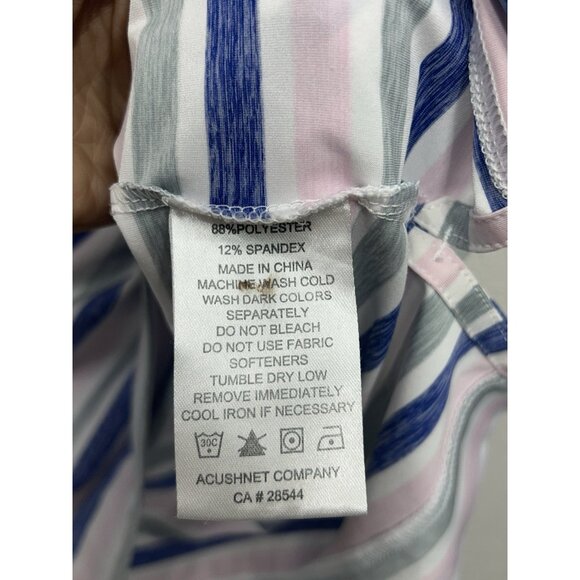 88%POLYESTER
12% SPANDEX
MADE IN CHINA
MACHINE WASH COLD
WASH DARK COLORS
SEPARATELY
DO NOT BLEACH
DO NOT USE FABRIC
SOFTENERS
TUMBLE DRY LOW
REMOVE IMMEDIATELY
COOL IRON IF NECESSARY
30C
ACUSHNET COMPANY
CA # 28544